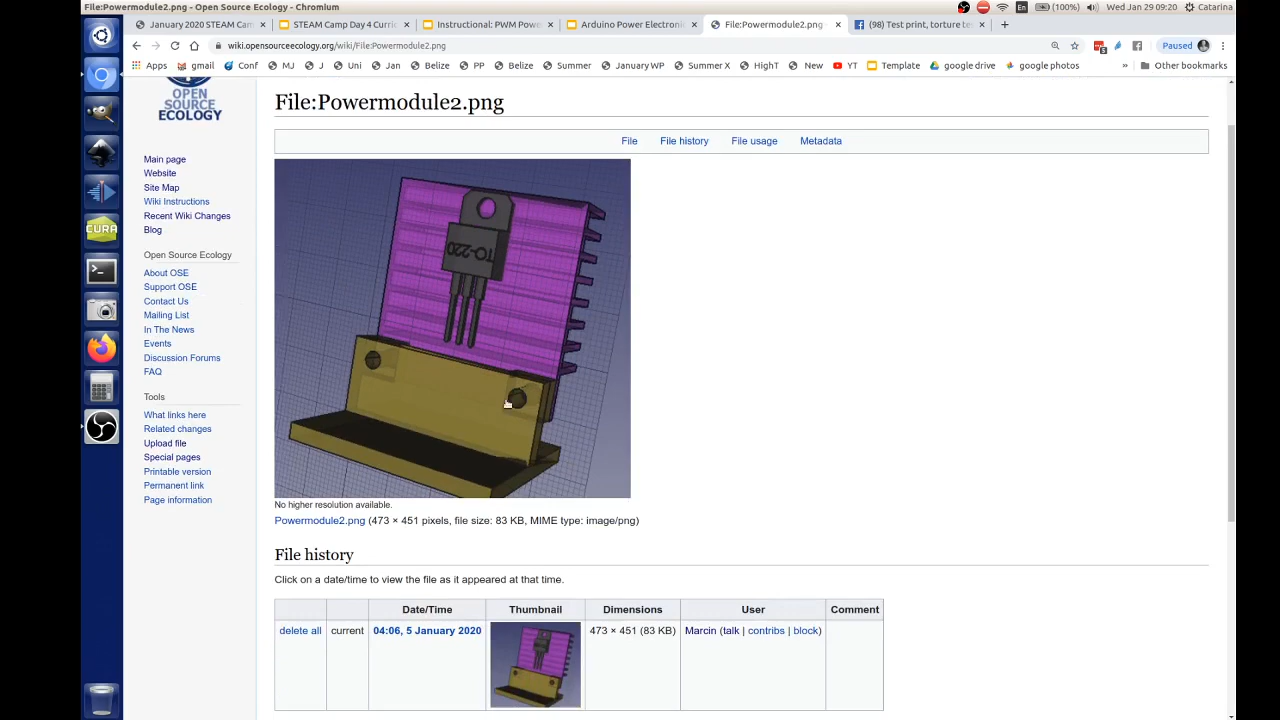 File:Powermodule2.png - Open Source Ecology - Chromium
En (100%) Wed Jan 29 09:20 Catarina
January 2020 STEAM Cam
STEAM Camp Day 4 Curric
Instructional: PWM Powe
Arduino Power Electroni
File:Powermodule2.png -
(98) Test print, torture te
wiki.opensourceecology.org/wiki/File:Powermodule2.png
Paused
Apps gmail Conf MJ J Uni Jan Belize PP Belize Summer January WP Summer X HighT New YT Template google drive google photos » Other bookmarks
OPEN
SOURCE
ECOLOGY
Main page
Website
Site Map
Wiki Instructions
Recent Wiki Changes
Blog
Open Source Ecology
About OSE
Support OSE
Contact Us
Mailing List
In The News
Events
Discussion Forums
FAQ
Tools
What links here
Related changes
Upload file
Special pages
Printable version
Permanent link
Page information
CURA
File:Powermodule2.png
File File history File usage Metadata
TO-220
No higher resolution available.
Powermodule2.png (473 × 451 pixels, file size: 83 KB, MIME type: image/png)
File history
Click on a date/time to view the file as it appeared at that time.
Date/Time Thumbnail Dimensions User Comment
delete all current 04:06, 5 January 2020 473 × 451 (83 KB) Marcin (talk | contribs | block)